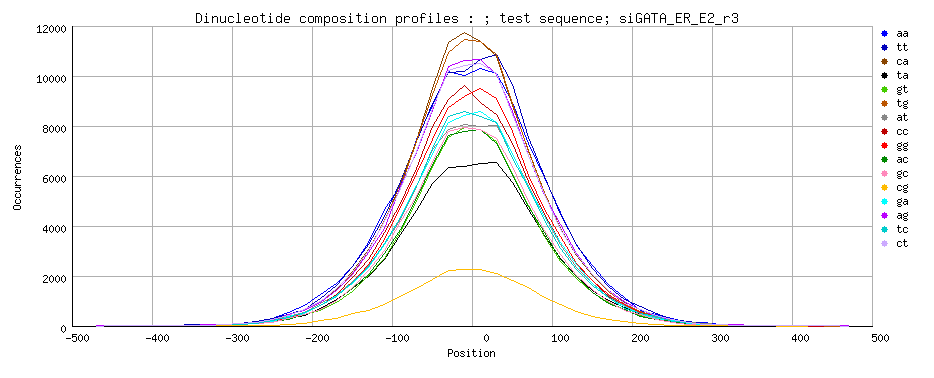 Dinucleotide composition profiles : ; test sequence; siGATA_ER_E2_r3
12000
10000
8000
6000
4000
2000
0
Occurrences
-500
-400
-300
-200
-100
0
100
200
300
400
500
Position
aa
tt
ca
ta
gt
tg
at
cc
gg
ac
gc
cg
ga
ag
tc
ct